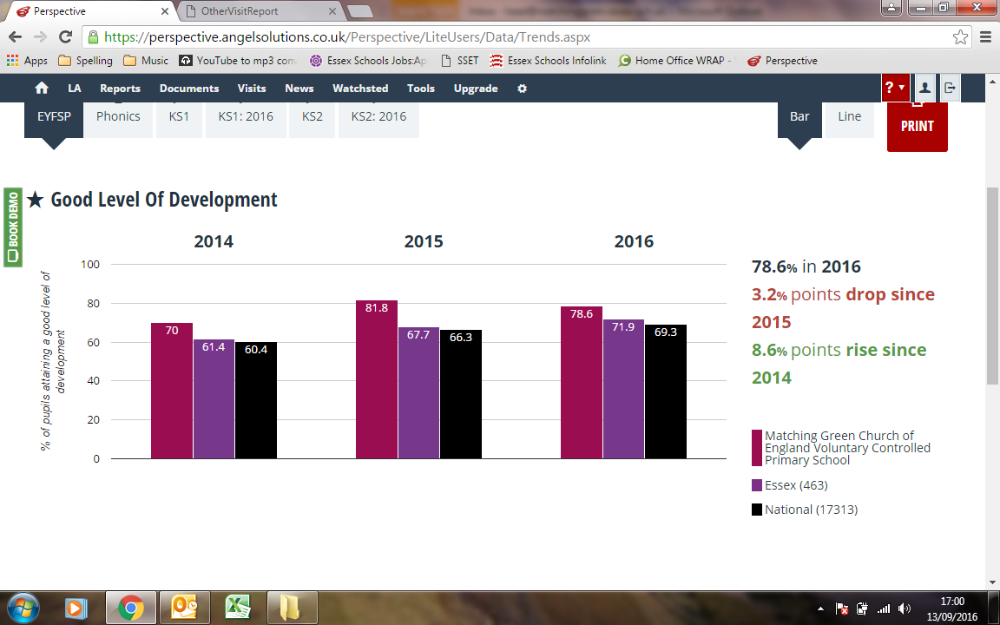 Perspective
OtherVisitReport
https://perspective.angelsolutions.co.uk/Perspective/LiteUsers/Data/Trends.aspx
Apps Spelling Music YouTube to mp3 con Essex Schools Jobs:Ap SSET Essex Schools Infolink Home Office WRAP - Perspective
LA Reports Documents Visits News Watchsted Tools Upgrade ?
EYFSP Phonics KS1 KS1: 2016 KS2 KS2: 2016 Bar Line PRINT
BOOK DEMO
★ Good Level Of Development
2014 2015 2016
% of pupils attaining a good level of
development
100
80
60
40
20
0
70 61.4 60.4
81.8 67.7 66.3
78.6 71.9 69.3
78.6% in 2016
3.2% points drop since
2015
8.6% points rise since
2014
Matching Green Church of
England Voluntary Controlled
Primary School
Essex (463)
National (17313)
17:00
13/09/2016